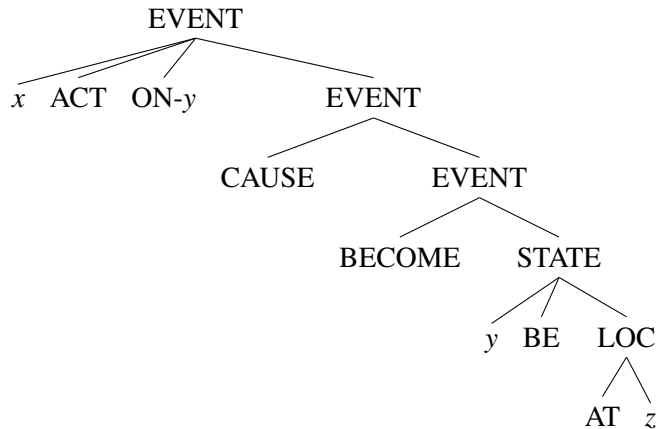 EVENT
x ACT ON-y EVENT
CAUSE EVENT
BECOME STATE
y BE LOC
AT z